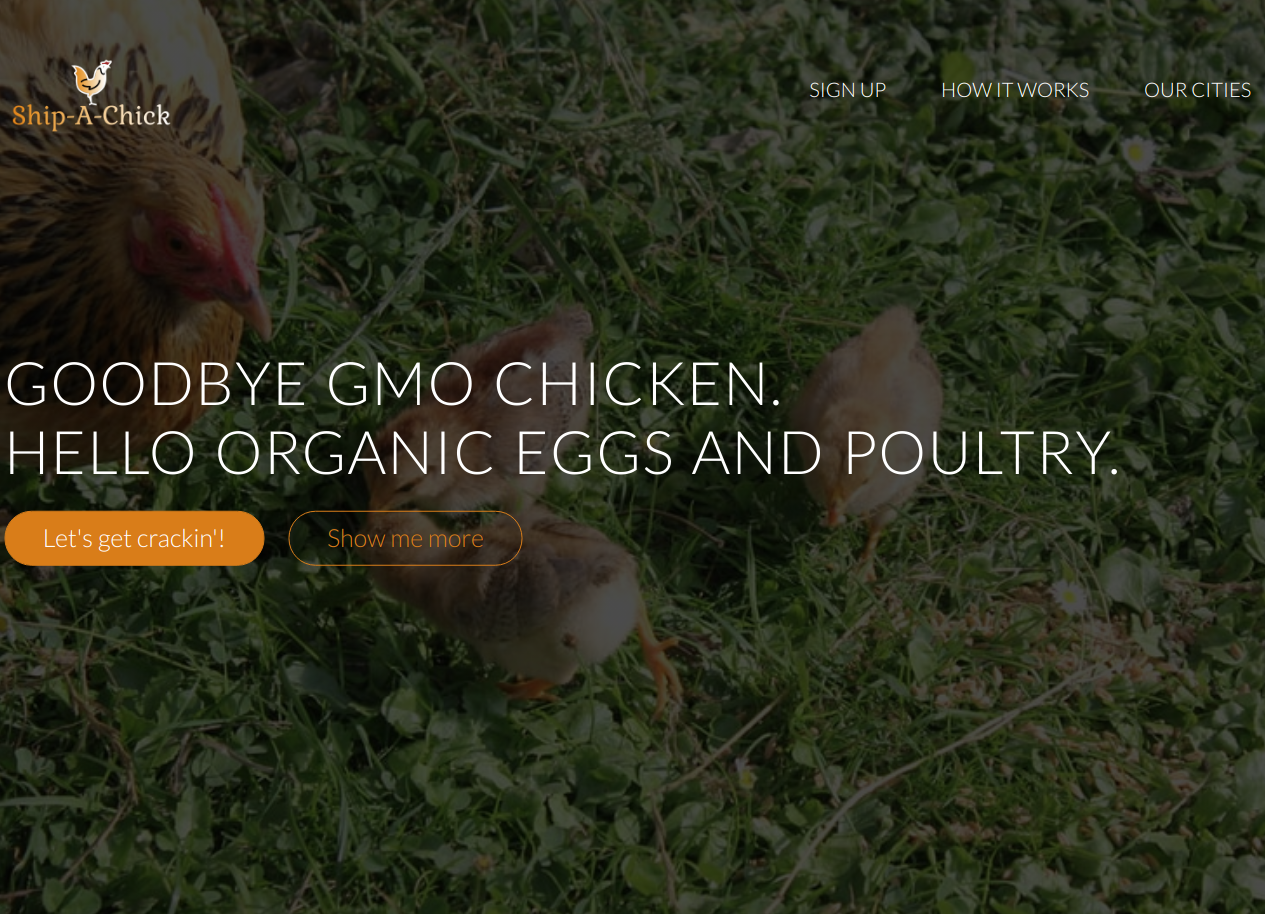 Ship-A-Chick
SIGN UP
HOW IT WORKS
OUR CITIES
GOODBYE GMO CHICKEN.
HELLO ORGANIC EGGS AND POULTRY.
Let's get crackin'!
Show me more